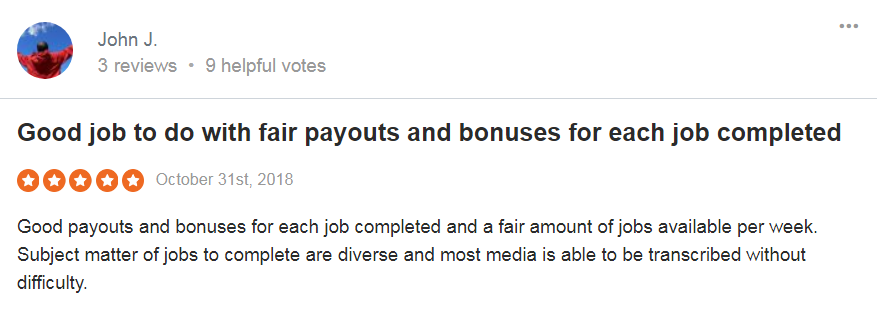 John J.
3 reviews • 9 helpful votes
Good job to do with fair payouts and bonuses for each job completed
October 31st, 2018
Good payouts and bonuses for each job completed and a fair amount of jobs available per week.
Subject matter of jobs to complete are diverse and most media is able to be transcribed without
difficulty.